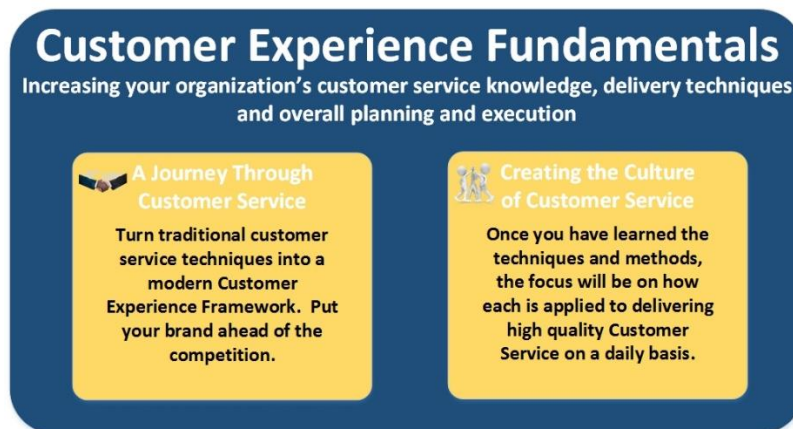 Customer Experience Fundamentals
Increasing your organization's customer service knowledge, delivery techniques
and overall planning and execution
A Journey Through
Customer Service
Turn traditional customer
service techniques into a
modern Customer
Experience Framework.  Put
your brand ahead of the
competition.
Creating the Culture
of Customer Service
Once you have learned the
techniques and methods,
the focus will be on how
each is applied to delivering
high quality Customer
Service on a daily basis.